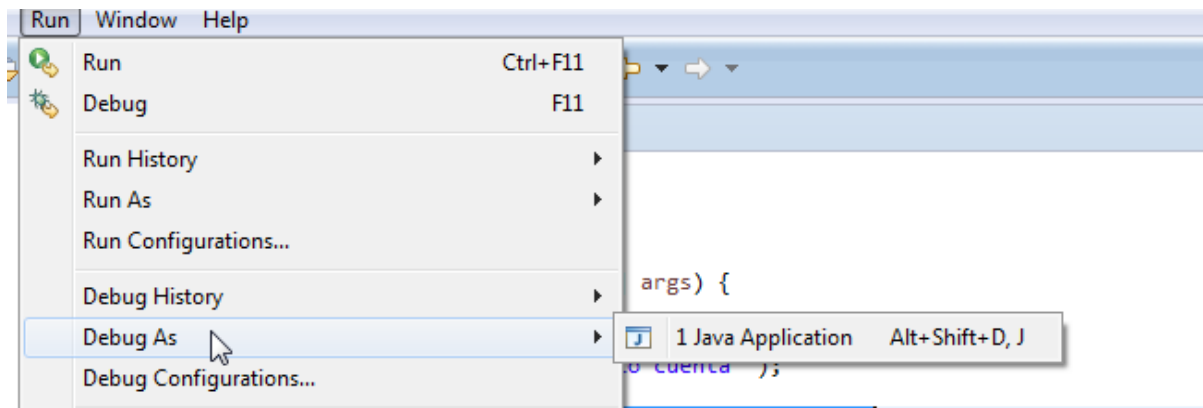 Run Window Help
Run Ctrl+F11
Debug F11
Run History
Run As
Run Configurations...
args) {
Debug History
Debug As
1 Java Application Alt+Shift+D, J
Debug Configurations...
cuenta ");